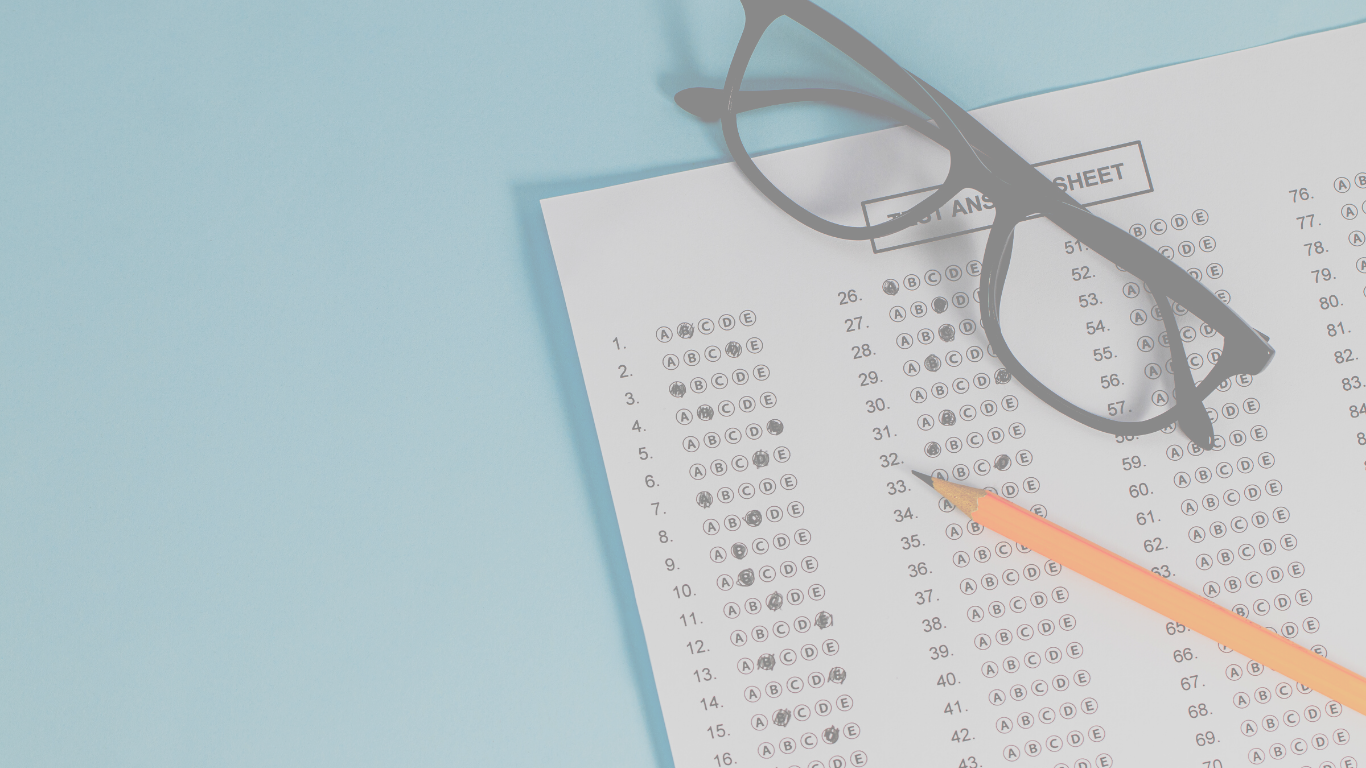 TEST ANS SHEET
1. A B C D E
2. A B C D E
3. A B C D E
4. A B C D E
5. A B C D
6. A B C D E
7. A B C D E
8. A B D E
9. A B C D E
10. A B C D E
11. A B C D E
12. A B C D E
13. A B C D E
14. A B C D E
15. A B C D E
16. A B C D E
26. A B C D E
27. A B D
28. A B D
29. A B C D
30. A B C D
31. A B C D E
32. A B C D E
33. A B C D E
34. A D E
35. A B
36. A B C
37. A B C D E
38. A B C D E
39. A B C D E
40. A B C D E
41. A B C D E
42. A B C D E
43. A B C D E
51. B C D E
52. C D E
53. A D E
54. A B C D
55. A B C D
56. A C D
57. A D E
58. C D E
59. A B C D E
60. A B C D E
61. A B C D E
62. A B C D E
63. A B C D E
B C D E
65. D E
66. A B
67. A B C D
68. A B C D E
69. A B C D E
70
76. A B
77. A
78. A
79. A
80.
81.
82.
83.
84